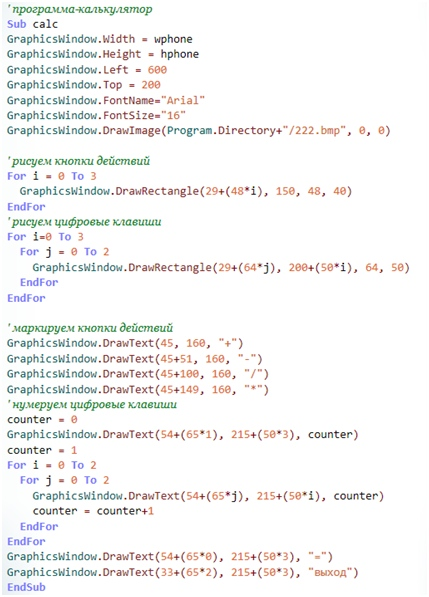 ' программа-калькулятор
Sub calc
GraphicsWindow.Width = wphone
GraphicsWindow.Height = hphone
GraphicsWindow.Left = 600
GraphicsWindow.Top = 200
GraphicsWindow.FontName="Arial"
GraphicsWindow.FontSize="16"
GraphicsWindow.DrawImage(Program.Directory+"/222.bmp", 0, 0)
' рисуем кнопки действий
For i = 0 To 3
GraphicsWindow.DrawRectangle(29+(48*i), 150, 48, 40)
EndFor
' рисуем цифровые клавиши
For i=0 To 3
For j = 0 To 2
GraphicsWindow.DrawRectangle(29+(64*j), 200+(50*i), 64, 50)
EndFor
EndFor
' маркируем кнопки действий
GraphicsWindow.DrawText(45, 160, "+")
GraphicsWindow.DrawText(45+51, 160, "-")
GraphicsWindow.DrawText(45+100, 160, "/")
GraphicsWindow.DrawText(45+149, 160, "*")
' нумеруем цифровые клавиши
counter = 0
GraphicsWindow.DrawText(54+(65*1), 215+(50*3), counter)
counter = 1
For i = 0 To 2
For j = 0 To 2
GraphicsWindow.DrawText(54+(65*j), 215+(50*i), counter)
counter = counter+1
EndFor
EndFor
GraphicsWindow.DrawText(54+(65*0), 215+(50*3), "=")
GraphicsWindow.DrawText(33+(65*2), 215+(50*3), "выход")
EndSub